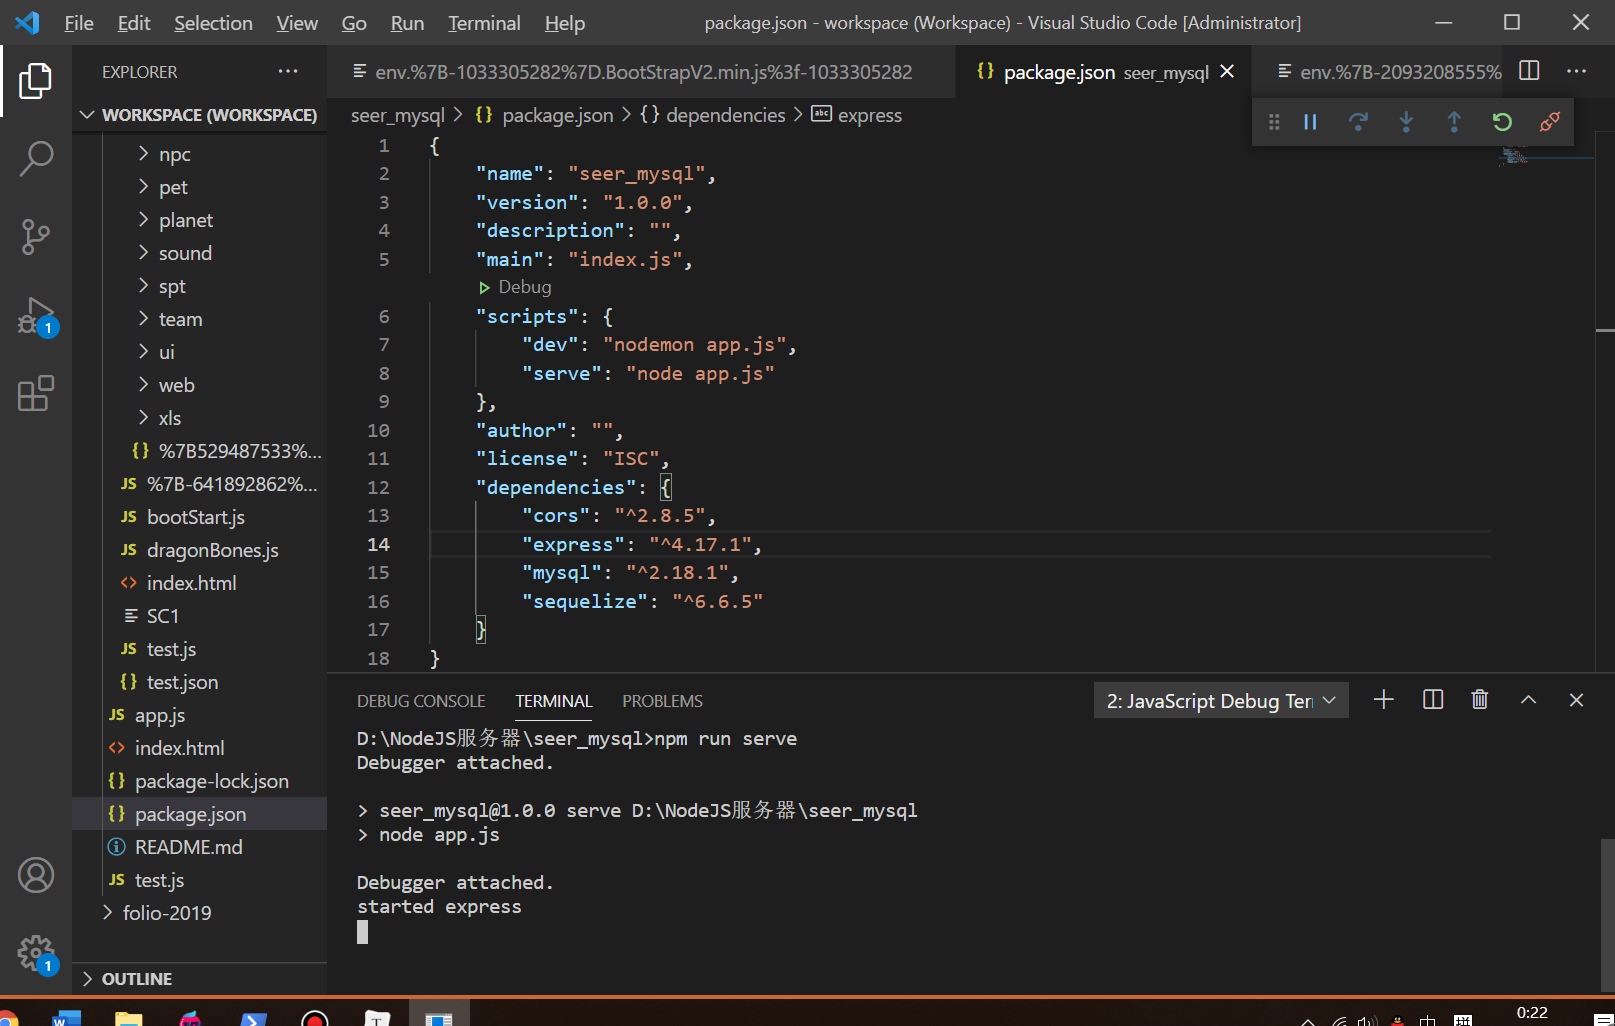 File Edit Selection View Go Run Terminal Help package.json - workspace (Workspace) - Visual Studio Code [Administrator]
EXPLORER
env.%7B-1033305282%7D.BootStrapV2.min.js%3f-1033305282
package.json seer_mysql
env.%7B-2093208555%
WORKSPACE (WORKSPACE)
npc
pet
planet
sound
spt
team
ui
web
xls
%7B529487533%...
%7B-641892862%...
bootStart.js
dragonBones.js
index.html
SC1
test.js
test.json
app.js
index.html
package-lock.json
package.json
README.md
test.js
folio-2019
OUTLINE
1
1
seer_mysql > package.json > {} dependencies > express
1 {
2 "name": "seer_mysql",
3 "version": "1.0.0",
4 "description": "",
5 "main": "index.js",
Debug
6 "scripts": {
7 "dev": "nodemon app.js",
8 "serve": "node app.js"
9 },
10 "author": "",
11 "license": "ISC",
12 "dependencies": {
13 "cors": "^2.8.5",
14 "express": "^4.17.1",
15 "mysql": "^2.18.1",
16 "sequelize": "^6.6.5"
17 }
18 }
DEBUG CONSOLE TERMINAL PROBLEMS
2: JavaScript Debug Ter
D:\NodeJS服务器\seer_mysql>npm run serve
Debugger attached.
> seer_mysql@1.0.0 serve D:\NodeJS服务器\seer_mysql
> node app.js
Debugger attached.
started express
0:22